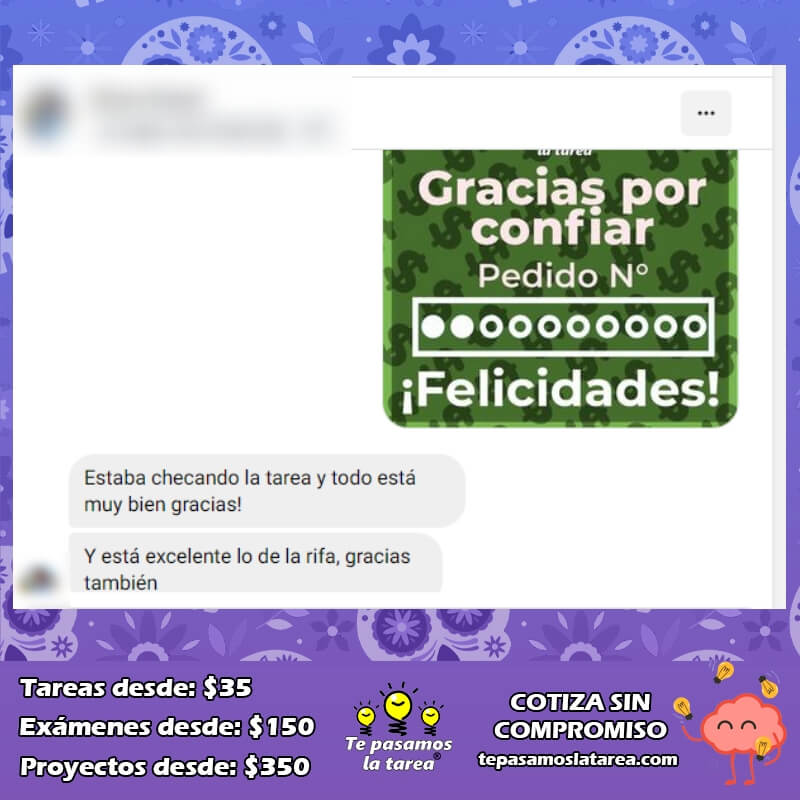 la tarea
Gracias por
confiar
Pedido N°
¡Felicidades!
Estaba checando la tarea y todo está
muy bien gracias!
Y está excelente lo de la rifa, gracias
también
Tareas desde: $35
Exámenes desde: $150
Proyectos desde: $350
Te pasamos
la tarea®
COTIZA SIN
COMPROMISO
tepasamoslatarea.com